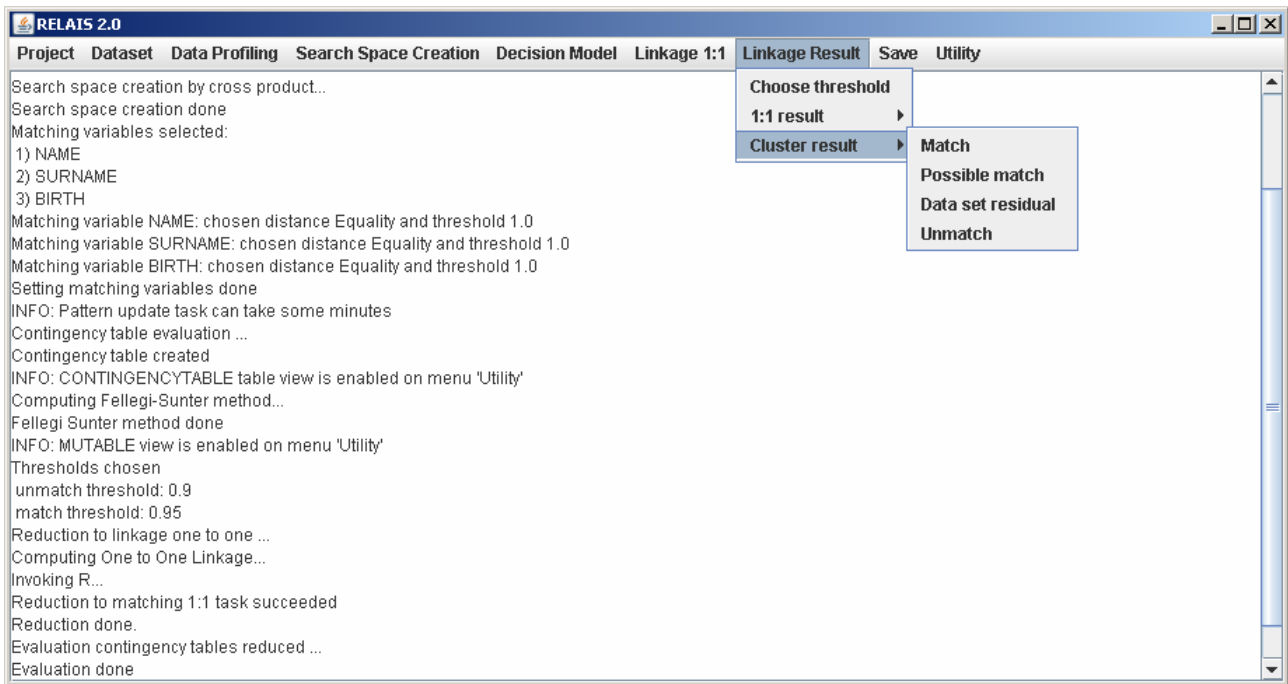 RELAIS 2.0
Project Dataset Data Profiling Search Space Creation Decision Model Linkage 1:1 Linkage Result Save Utility
Choose threshold
1:1 result
Cluster result
Match
Possible match
Data set residual
Unmatch
Search space creation by cross product...
Search space creation done
Matching variables selected:
1) NAME
2) SURNAME
3) BIRTH
Matching variable NAME: chosen distance Equality and threshold 1.0
Matching variable SURNAME: chosen distance Equality and threshold 1.0
Matching variable BIRTH: chosen distance Equality and threshold 1.0
Setting matching variables done
INFO: Pattern update task can take some minutes
Contingency table evaluation ...
Contingency table created
INFO: CONTINGENCYTABLE table view is enabled on menu 'Utility'
Computing Fellegi-Sunter method...
Fellegi Sunter method done
INFO: MUTABLE view is enabled on menu 'Utility'
Thresholds chosen
unmatch threshold: 0.9
match threshold: 0.95
Reduction to linkage one to one ...
Computing One to One Linkage...
Invoking R...
Reduction to matching 1:1 task succeeded
Reduction done.
Evaluation contingency tables reduced ...
Evaluation done